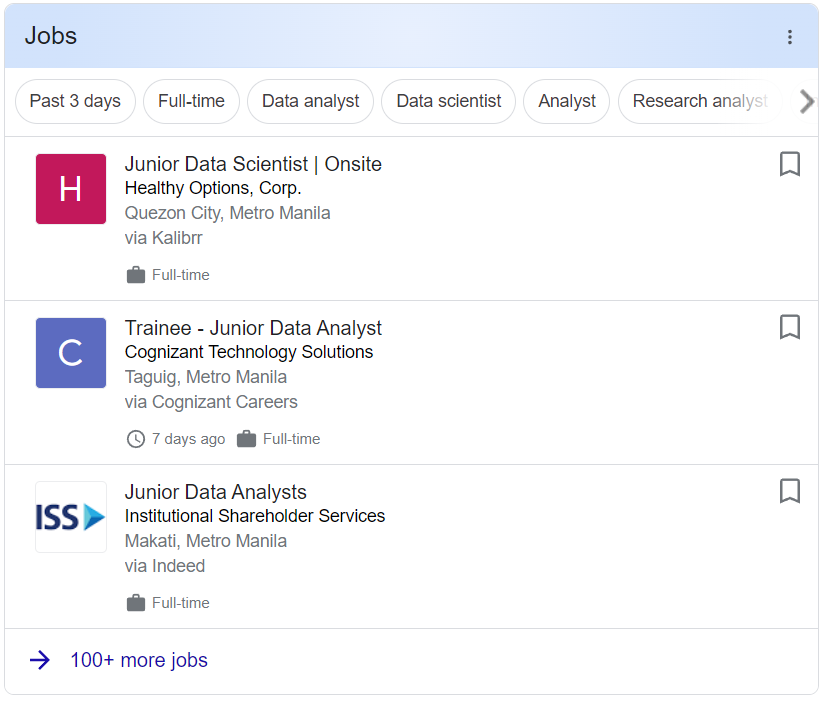 Jobs
Past 3 days Full-time Data analyst Data scientist Analyst Research analyst
H
Junior Data Scientist | Onsite
Healthy Options, Corp.
Quezon City, Metro Manila
via Kalibrr
Full-time
C
Trainee - Junior Data Analyst
Cognizant Technology Solutions
Taguig, Metro Manila
via Cognizant Careers
7 days ago Full-time
ISS
Junior Data Analysts
Institutional Shareholder Services
Makati, Metro Manila
via Indeed
Full-time
100+ more jobs